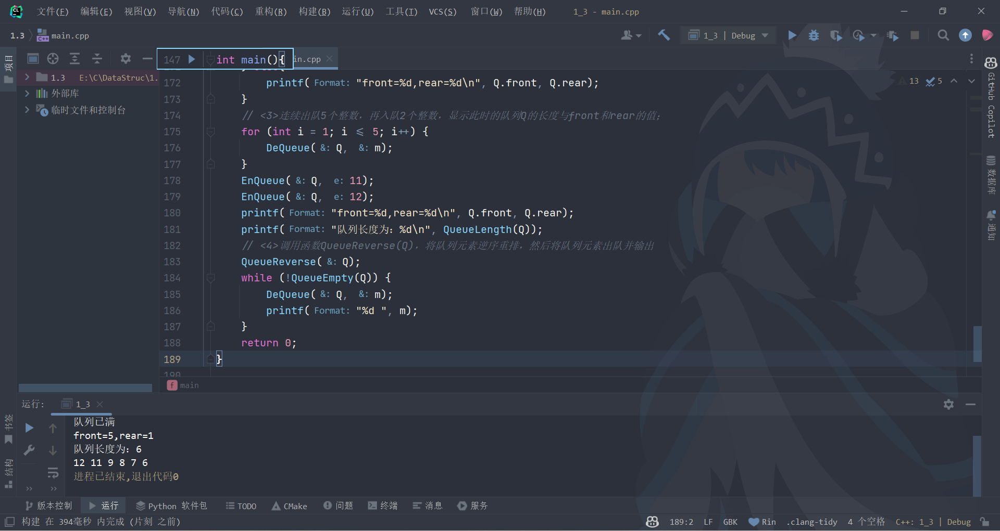 文件(F) 编辑(E) 视图(V) 导航(N) 代码(C) 重构(R) 构建(B) 运行(U) 工具(T) VCS(S) 窗口(W) 帮助(H) 1_3 - main.cpp
1.3 main.cpp 1_3 | Debug
项目
147 int main(){ in.cpp
1.3 E:\C\DataStruc\1.
外部库
临时文件和控制台
13 5
172 printf( Format: "front=%d,rear=%d\n", Q.front, Q.rear);
173 }
174 // <3>连续出队5个整数，再入队2个整数，显示此时的队列Q的长度与front和rear的值；
175 for (int i = 1; i <= 5; i++) {
176 DeQueue( &: Q, &: m);
177 }
178 EnQueue( &: Q, e: 11);
179 EnQueue( &: Q, e: 12);
180 printf( Format: "front=%d,rear=%d\n", Q.front, Q.rear);
181 printf( Format: "队列长度为：%d\n", QueueLength(Q));
182 // <4>调用函数QueueReverse(Q)，将队列元素逆序重排，然后将队列元素出队并输出
183 QueueReverse( &: Q);
184 while (!QueueEmpty(Q)) {
185 DeQueue( &: Q, &: m);
186 printf( Format: "%d ", m);
187 }
188 return 0;
189 }
190
f main
GitHub Copilot
数据库
通知
运行: 1_3
书签
结构
队列已满
front=5,rear=1
队列长度为：6
12 11 9 8 7 6
进程已结束,退出代码0
版本控制 运行 Python 软件包 TODO CMake 问题 终端 消息 服务
构建 在 394毫秒 内完成 (片刻 之前) 189:2 LF GBK Rin .clang-tidy 4 个空格 C++: 1_3 | Debug